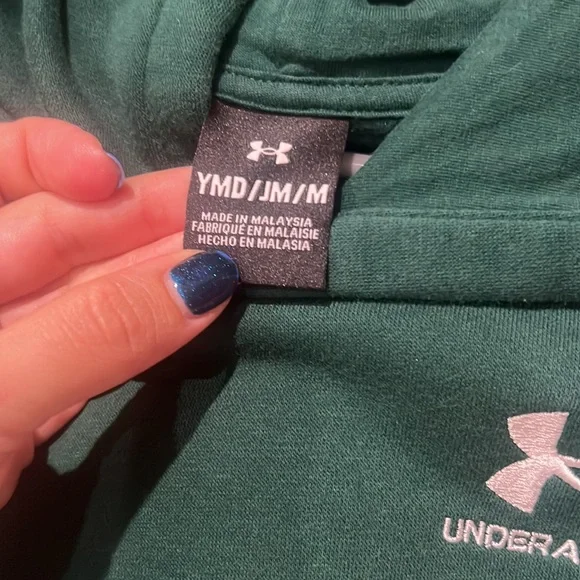 YMD/JM/M
MADE IN MALAYSIA
FABRIQUÉ EN MALAISIE
HECHO EN MALASIA
UNDER A